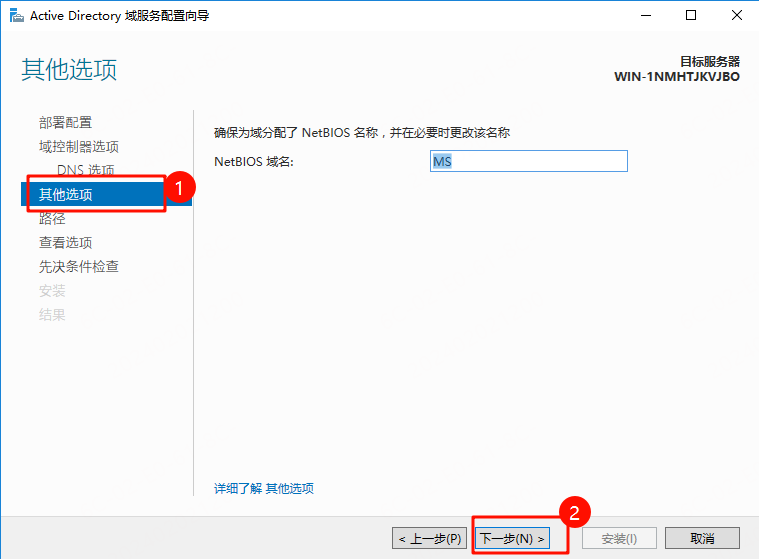 Active Directory 域服务配置向导
其他选项
目标服务器
WIN-1NMHTJKVJBO
部署配置
域控制器选项
DNS 选项
其他选项
1
路径
查看选项
先决条件检查
安装
结果
确保为域分配了 NetBIOS 名称，并在必要时更改该名称
NetBIOS 域名:
MS
详细了解 其他选项
2
< 上一步(P)
下一步(N) >
安装(I)
取消